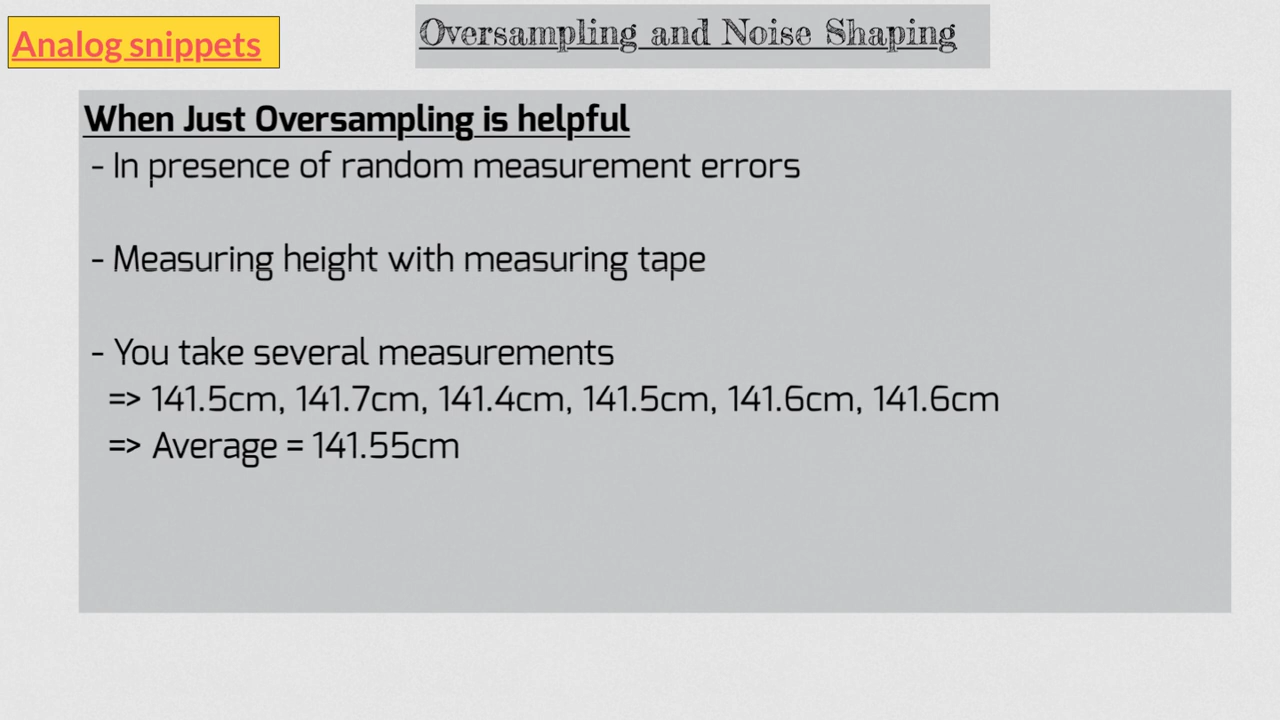 Analog snippets
Oversampling and Noise Shaping
When Just Oversampling is helpful
- In presence of random measurement errors
- Measuring height with measuring tape
- You take several measurements
=> 141.5cm, 141.7cm, 141.4cm, 141.5cm, 141.6cm, 141.6cm
=> Average = 141.55cm